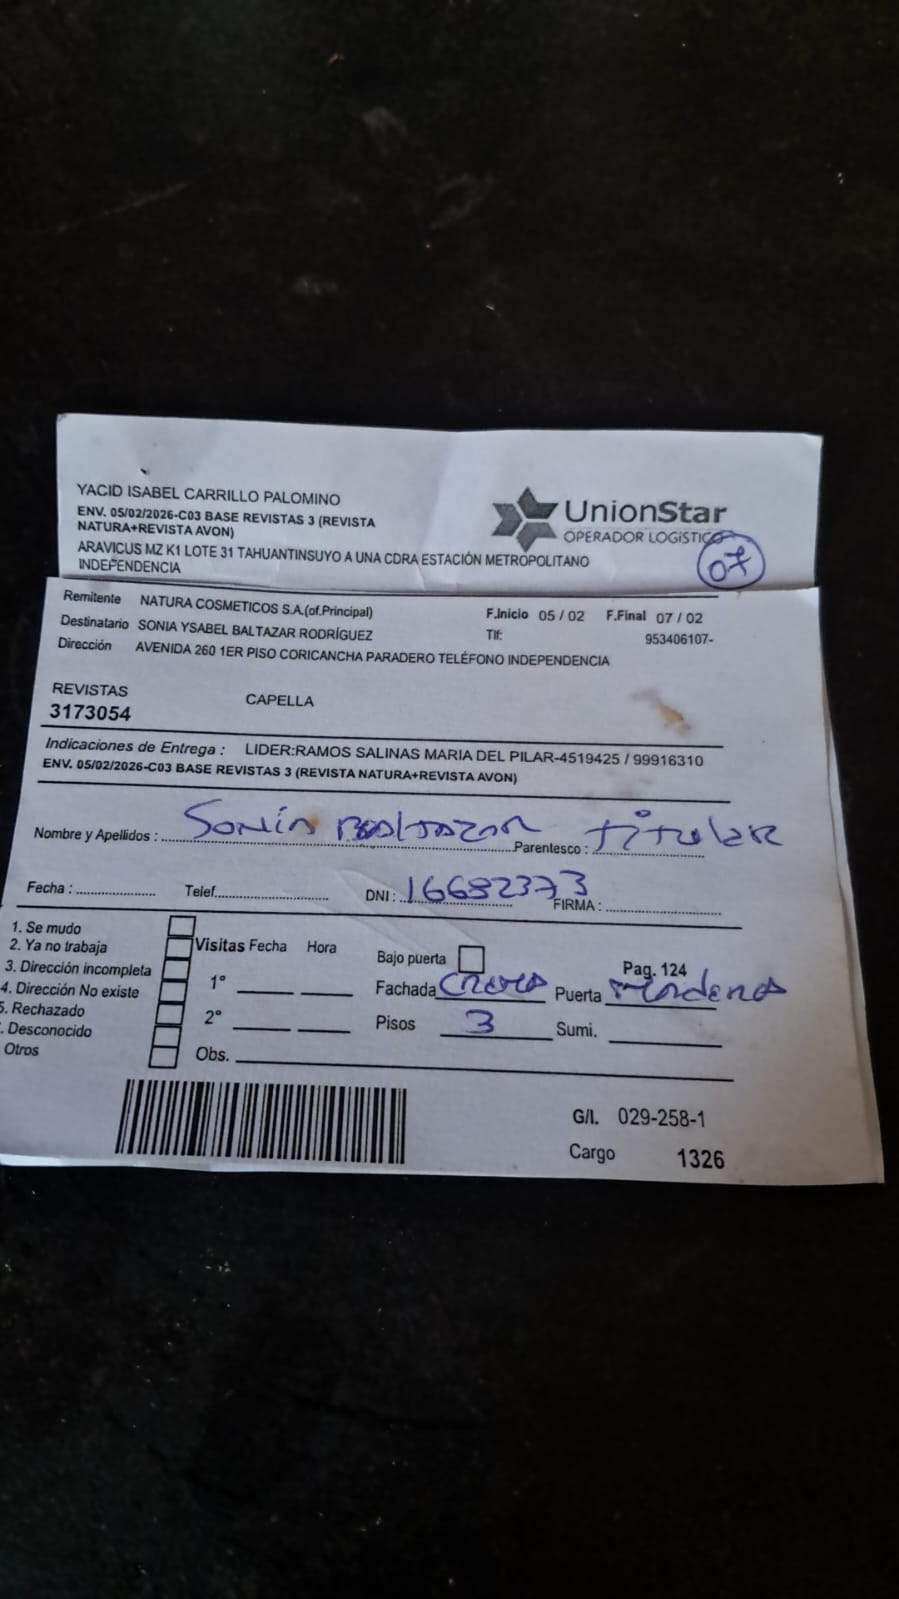 YACID ISABEL CARRILLO PALOMINO
ENV. 05/02/2026-C03 BASE REVISTAS 3 (REVISTA
NATURA+REVISTA AVON)
ARAVICUS MZ K1 LOTE 31 TAHUANTINSUYO A UNA CDRA ESTACIÓN METROPOLITANO
INDEPENDENCIA
UnionStar
OPERADOR LOGÍSTICO
07
Remitente NATURA COSMETICOS S.A.(of.Principal) F.Inicio 05 / 02 F.Final 07 / 02
Destinatario SONIA YSABEL BALTAZAR RODRÍGUEZ Tlf: 953406107-
Dirección AVENIDA 260 1ER PISO CORICANCHA PARADERO TELÉFONO INDEPENDENCIA
REVISTAS CAPELLA
3173054
Indicaciones de Entrega : LIDER:RAMOS SALINAS MARIA DEL PILAR-4519425 / 99916310
ENV. 05/02/2026-C03 BASE REVISTAS 3 (REVISTA NATURA+REVISTA AVON)
Nombre y Apellidos : Sonia Baltazar Parentesco : titular
Fecha : Telef. DNI : 16682373 FIRMA :
1. Se mudo
2. Ya no trabaja
3. Dirección incompleta
4. Dirección No existe
5. Rechazado
. Desconocido
Otros
Visitas Fecha Hora
1°
2°
Obs.
Bajo puerta Pag. 124
Fachada Puerta
Pisos 3 Sumi.
G/I. 029-258-1
Cargo 1326